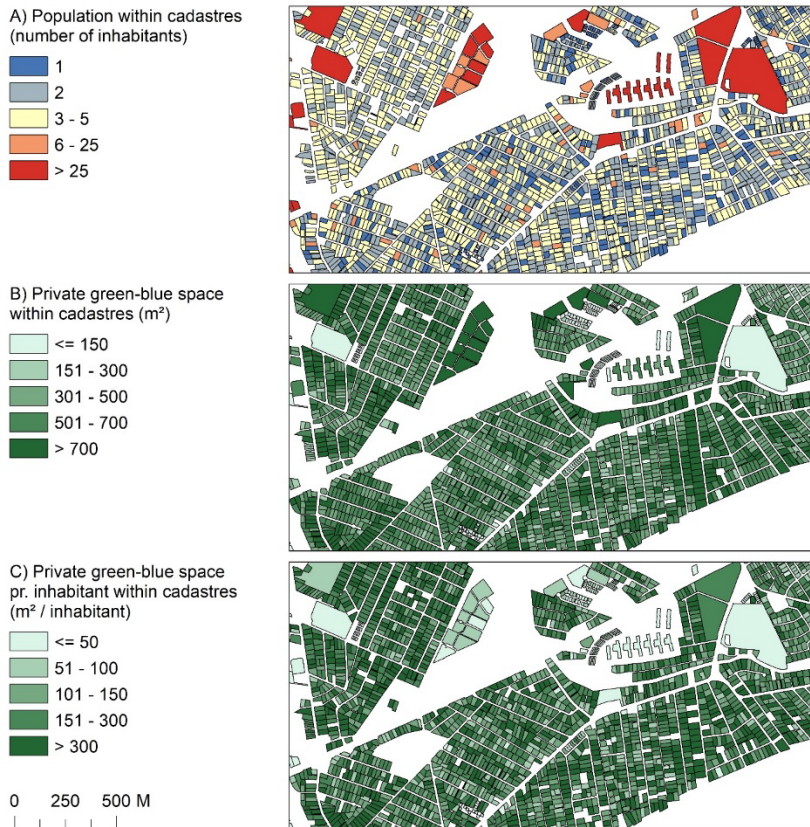 A) Population within cadastres
(number of inhabitants)
1
2
3 - 5
6 - 25
> 25
B) Private green-blue space
within cadastres (m²)
<= 150
151 - 300
301 - 500
501 - 700
> 700
C) Private green-blue space
pr. inhabitant within cadastres
(m² / inhabitant)
<= 50
51 - 100
101 - 150
151 - 300
> 300
0 250 500 M